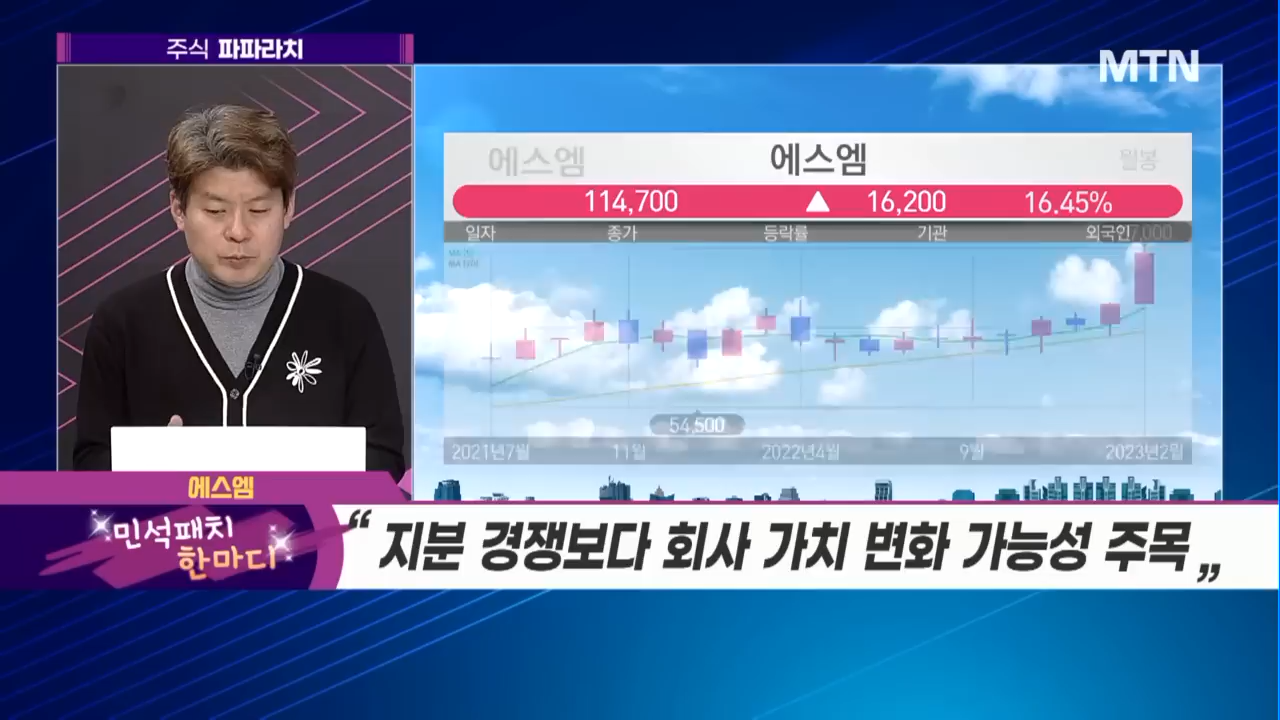 주식 파파라치
MTN
에스엠 에스엠 월봉
114,700 ▲ 16,200 16.45%
일자 종가 등락률 기관 외국인 7,000
54,500
2021년7월 11월 2022년4월 9월 2023년2월
에스엠
민석패치
한마디
“지분 경쟁보다 회사 가치 변화 가능성 주목„